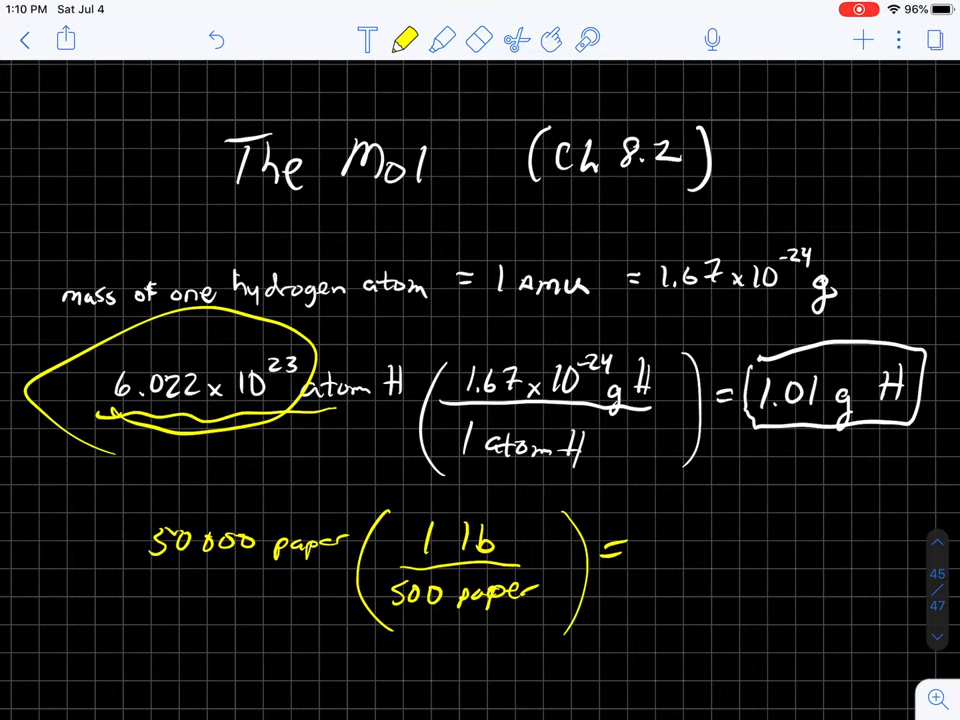 1:10 PM Sat Jul 4 96%
T
The Mol (Ch 8.2)
mass of one hydrogen atom = 1 amu = 1.67 x 10^-24 g
6.022 x 10^23 atom H ( 1.67 x 10^-24 g H = 1.01 g H
1 atom H )
50000 paper ( 1 lb =
500 paper )
45
/
47